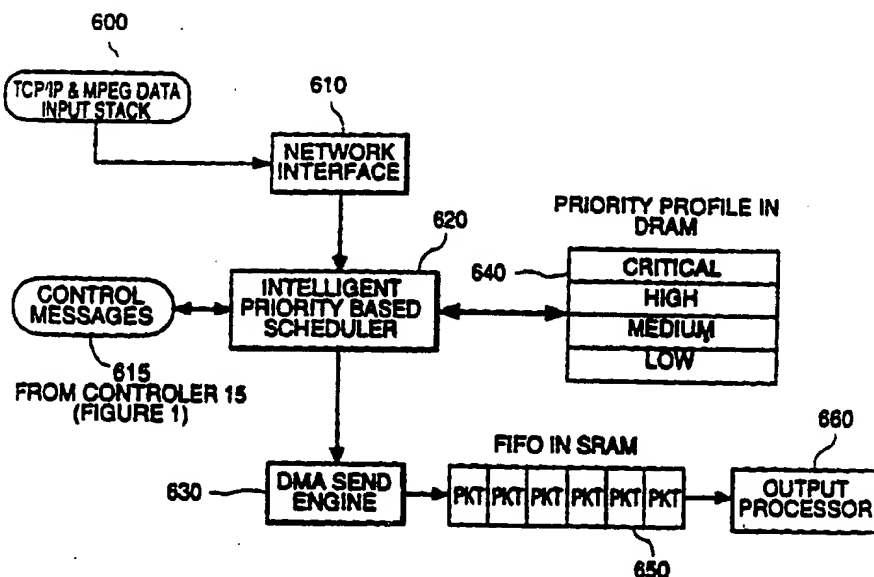 600
TCP/IP & MPEG DATA
INPUT STACK
610
NETWORK
INTERFACE
620
INTELLIGENT
PRIORITY BASED
SCHEDULER
PRIORITY PROFILE IN
DRAM
640
CRITICAL
HIGH
MEDIUM
LOW
CONTROL
MESSAGES
615
FROM CONTROLER 15
(FIGURE 1)
630
DMA SEND
ENGINE
FIFO IN SRAM
PKT PKT PKT PKT PKT PKT
650
660
OUTPUT
PROCESSOR